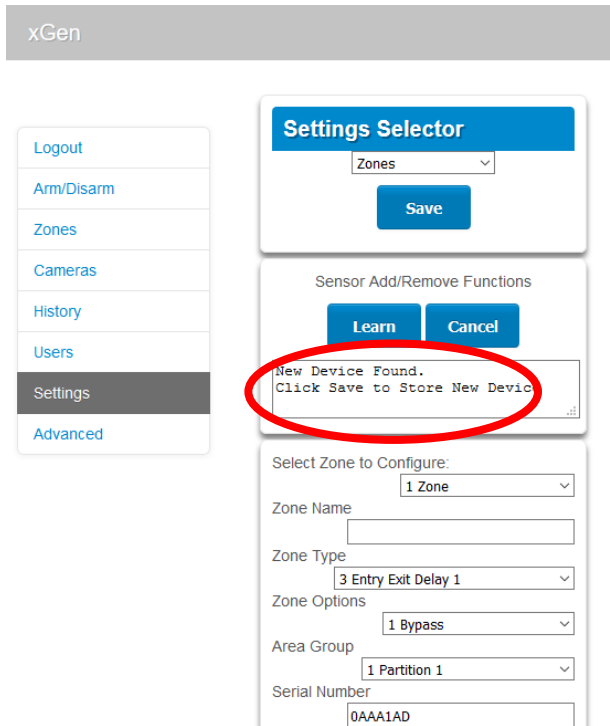 xGen
Logout
Arm/Disarm
Zones
Cameras
History
Users
Settings
Advanced
Settings Selector
Zones
Save
Sensor Add/Remove Functions
Learn Cancel
New Device Found.
Click Save to Store New Device
Select Zone to Configure:
1 Zone
Zone Name
Zone Type
3 Entry Exit Delay 1
Zone Options
1 Bypass
Area Group
1 Partition 1
Serial Number
0AAA1AD